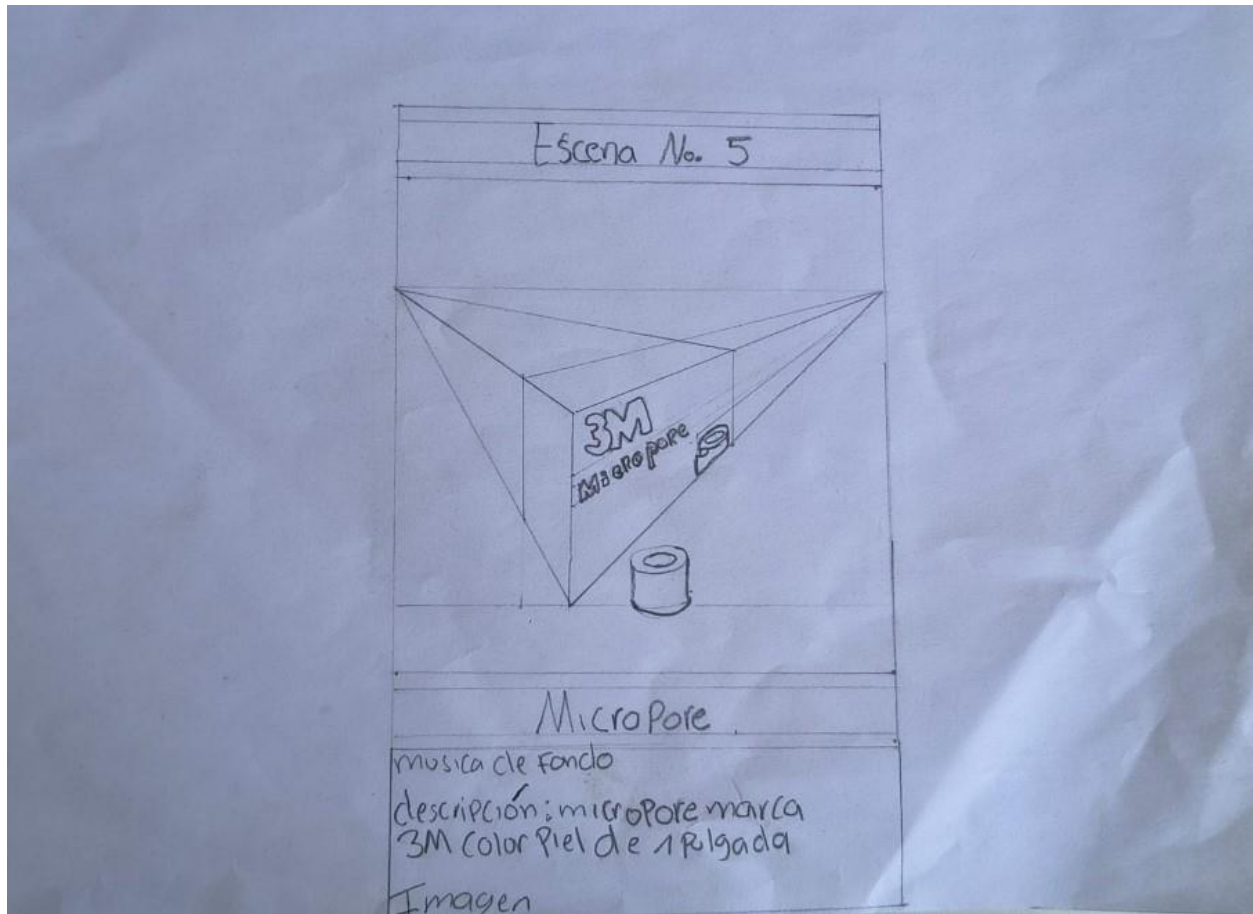 Escena No. 5
3M
Micropore
MicroPore
musica de Fondo
descripción: microPore marca
3M Color Piel de 1 Pulgada
Imagen